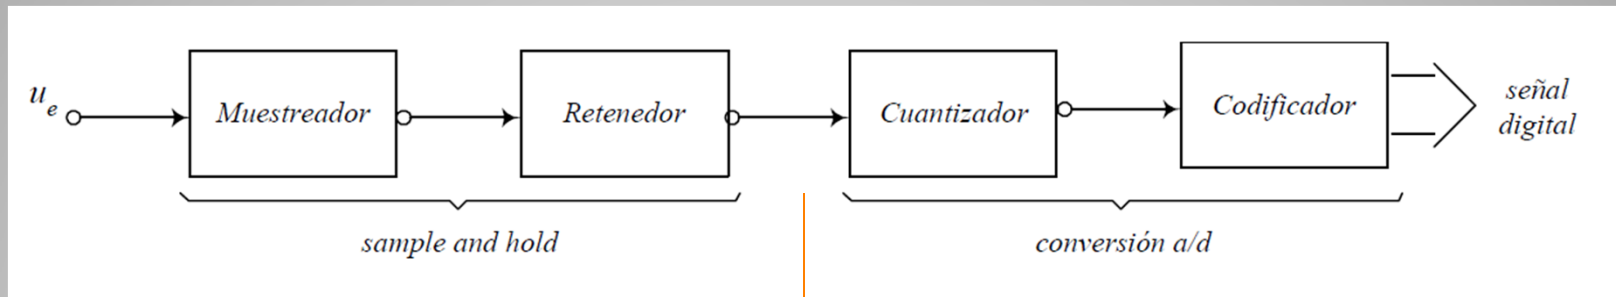 u e
Muestreador
Retenedor
Cuantizador
Codificador
señal
digital
sample and hold
conversión a/d